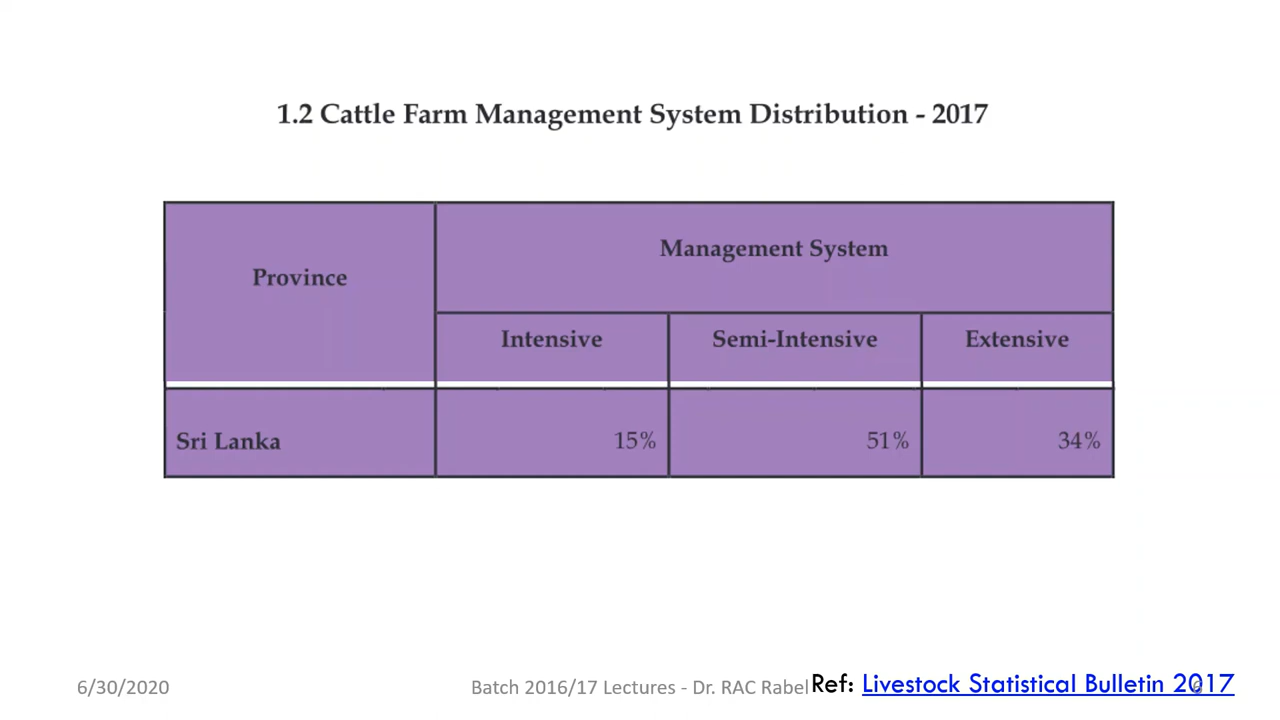 1.2 Cattle Farm Management System Distribution - 2017
Province
Management System
Intensive Semi-Intensive Extensive
Sri Lanka 15% 51% 34%
6/30/2020
Batch 2016/17 Lectures - Dr. RAC Rabel
Ref: Livestock Statistical Bulletin 2017
6